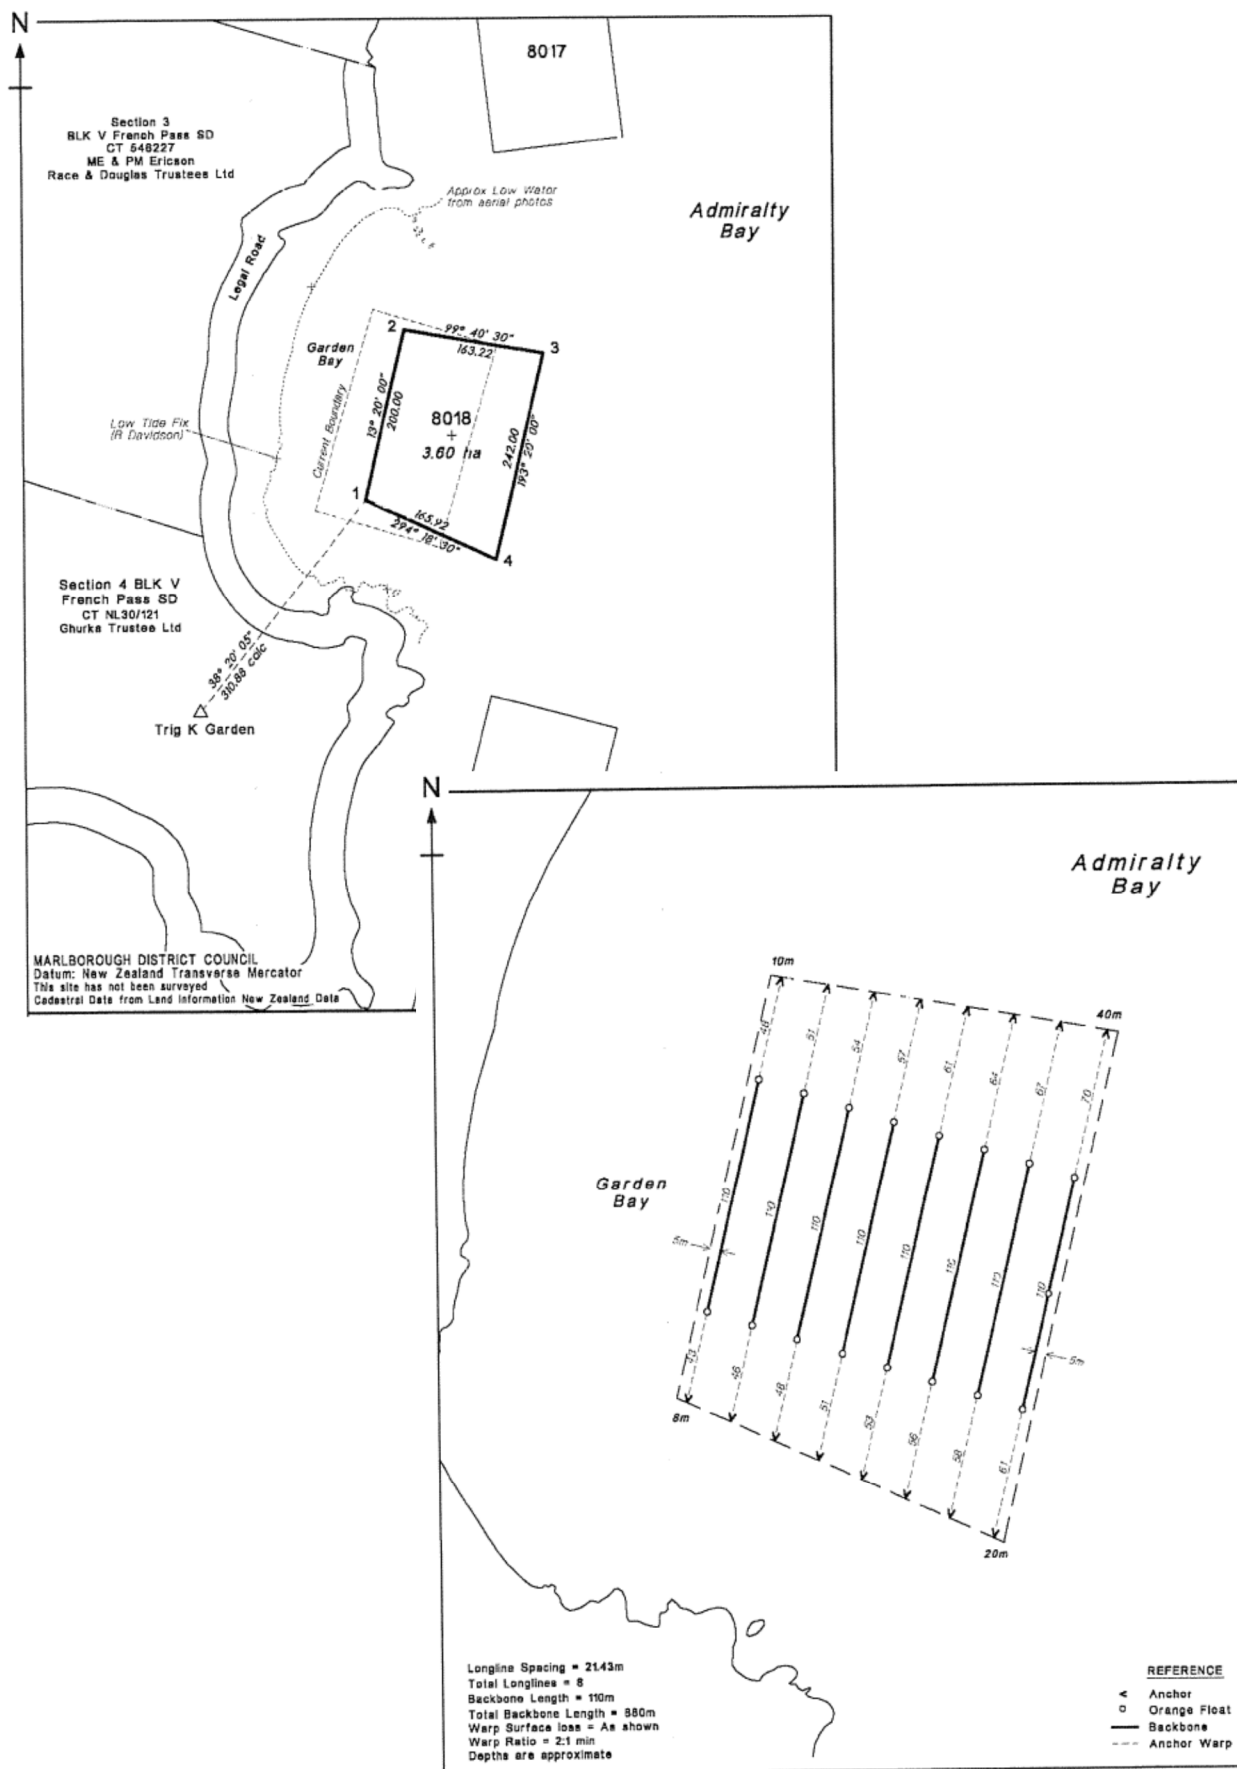 N
8017
Section 3
BLK V French Pass SD
CT 546227
ME & PM Ericson
Race & Douglas Trustees Ltd
Approx Low Water
from aerial photos
Admiralty
Bay
Legal Road
2
99° 40' 30"
163.22
3
Garden
Bay
Current Boundary
13° 20' 00"
200.00
8018
3.60 ha
242.00
193° 20' 00"
Low Tide Fix
(R Davidson)
1
165.92
294° 18' 30"
4
Section 4 BLK V
French Pass SD
CT NL30/121
Ghurka Trustee Ltd
38° 20' 05"
310.88 calc
Trig K Garden
MARLBOROUGH DISTRICT COUNCIL
Datum: New Zealand Transverse Mercator
This site has not been surveyed
Cadastral Data from Land Information New Zealand Data
N
Admiralty
Bay
10m
40m
48
51
54
57
61
64
67
70
Garden
Bay
5m
110
110
110
110
110
110
110
110
5m
43
46
48
51
53
56
58
61
8m
20m
Longline Spacing = 21.43m
Total Longlines = 8
Backbone Length = 110m
Total Backbone Length = 880m
Warp Surface loss = As shown
Warp Ratio = 2:1 min
Depths are approximate
REFERENCE
Anchor
Orange Float
Backbone
Anchor Warp